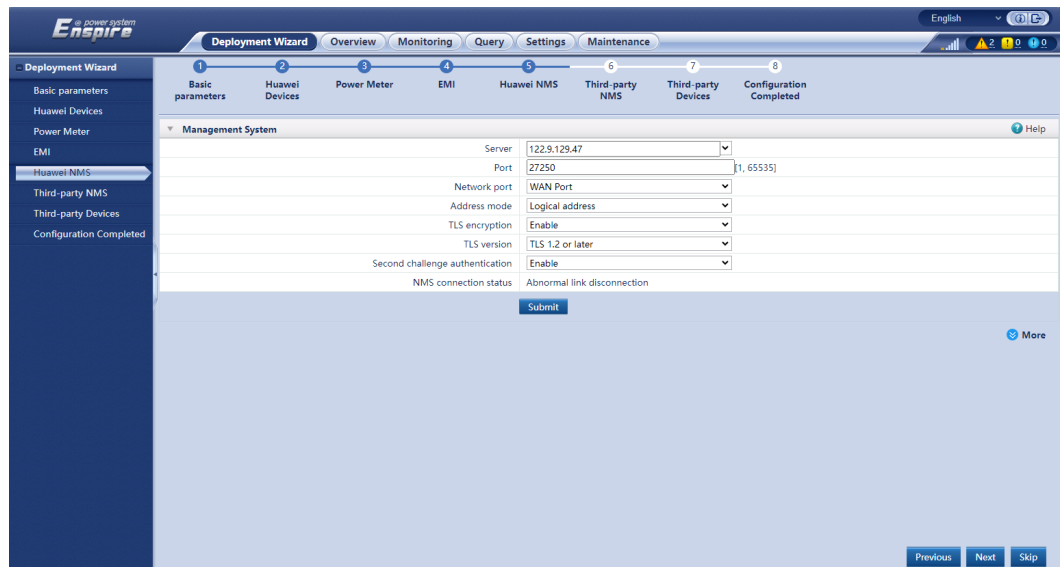 @ power system
Enspire
English
Deployment Wizard Overview Monitoring Query Settings Maintenance
2 0 0
Deployment Wizard
Basic parameters
Huawei Devices
Power Meter
EMI
Huawei NMS
Third-party NMS
Third-party Devices
Configuration Completed
1 2 3 4 5 6 7 8
Basic parameters
Huawei Devices
Power Meter
EMI
Huawei NMS
Third-party NMS
Third-party Devices
Configuration Completed
Management System Help
Server 122.9.129.47
Port 27250 [1, 65535]
Network port WAN Port
Address mode Logical address
TLS encryption Enable
TLS version TLS 1.2 or later
Second challenge authentication Enable
NMS connection status Abnormal link disconnection
Submit
More
Previous Next Skip